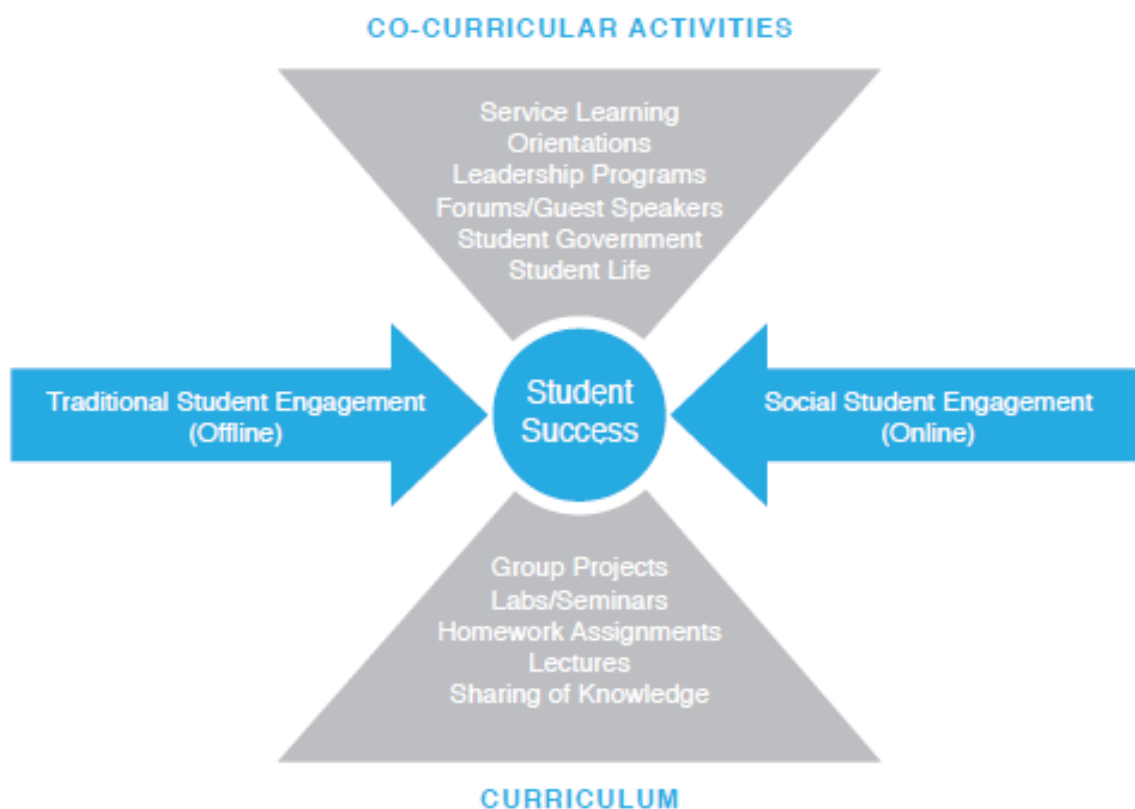 CO-CURRICULAR ACTIVITIES
Service Learning
Orientations
Leadership Programs
Forums/Guest Speakers
Student Government
Student Life
Traditional Student Engagement
(Offline)
Student
Success
Social Student Engagement
(Online)
Group Projects
Labs/Seminars
Homework Assignments
Lectures
Sharing of Knowledge
CURRICULUM